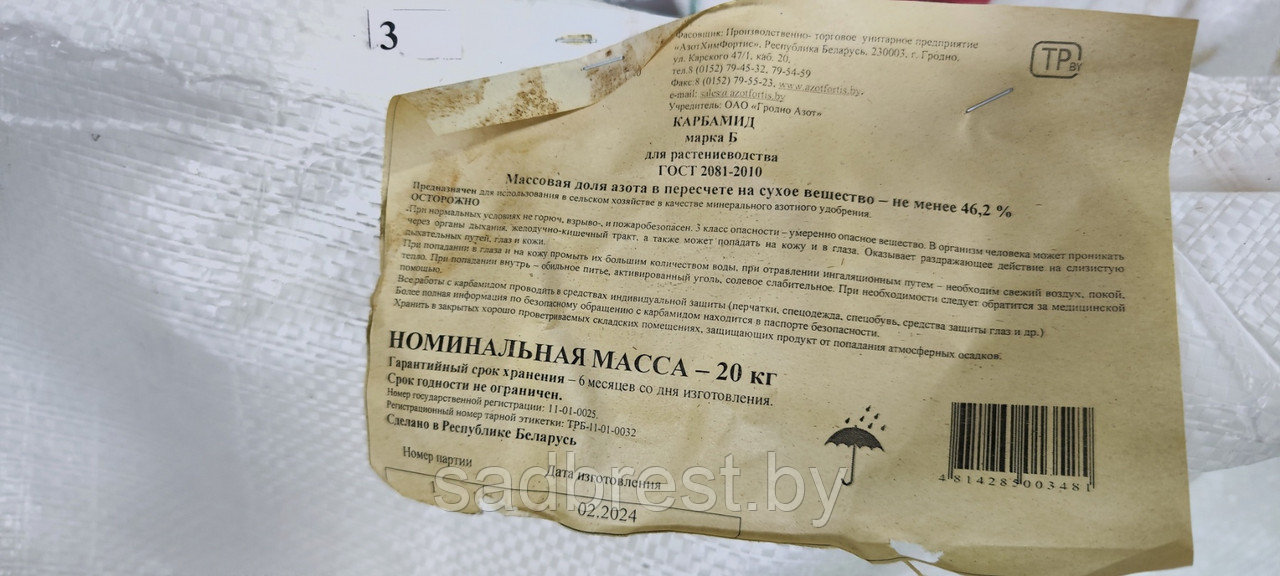 3
Фасовщик: Производственно- торговое унитарное предприятие
«АзотХимФортис», Республика Беларусь, 230003, г. Гродно,
ул. Карского 47/1, каб. 20,
тел.8 (0152) 79-45-32, 79-54-59
Факс:8 (0152) 79-55-23, www.azotfortis.by,
e-mail: sales@azotfortis.by
Учредитель: ОАО «Гродно Азот»
ТР BY
КАРБАМИД
марка Б
для растениеводства
ГОСТ 2081-2010
Массовая доля азота в пересчете на сухое вещество – не менее 46,2 %
Предназначен для использования в сельском хозяйстве в качестве минерального азотного удобрения.
ОСТОРОЖНО
-При нормальных условиях не горюч, взрыво-, и пожаробезопасен. 3 класс опасности – умеренно опасное вещество. В организм человека может проникать
через органы дыхания, желудочно-кишечный тракт, а также может попадать на кожу и в глаза. Оказывает раздражающее действие на слизистую
дыхательных путей, глаз и кожи.
При попадании в глаза и на кожу промыть их большим количеством воды, при отравлении ингаляционным путем – необходим свежий воздух, покой,
тепло. При попадании внутрь – обильное питье, активированный уголь, солевое слабительное. При необходимости следует обратится за медицинской
помощью.
Все работы с карбамидом проводить в средствах индивидуальной защиты (перчатки, спецодежда, спецобувь, средства защиты глаз и др.)
Более полная информация по безопасному обращению с карбамидом находится в паспорте безопасности.
Хранить в закрытых хорошо проветриваемых складских помещениях, защищающих продукт от попадания атмосферных осадков.
НОМИНАЛЬНАЯ МАССА – 20 кг
Гарантийный срок хранения – 6 месяцев со дня изготовления.
Срок годности не ограничен.
Номер государственной регистрации: 11-01-0025,
Регистрационный номер тарной этикетки: ТРБ-11-01-0032
Сделано в Республике Беларусь
Номер партии
Дата изготовления
02.2024
4814285003481
sadbrest.by